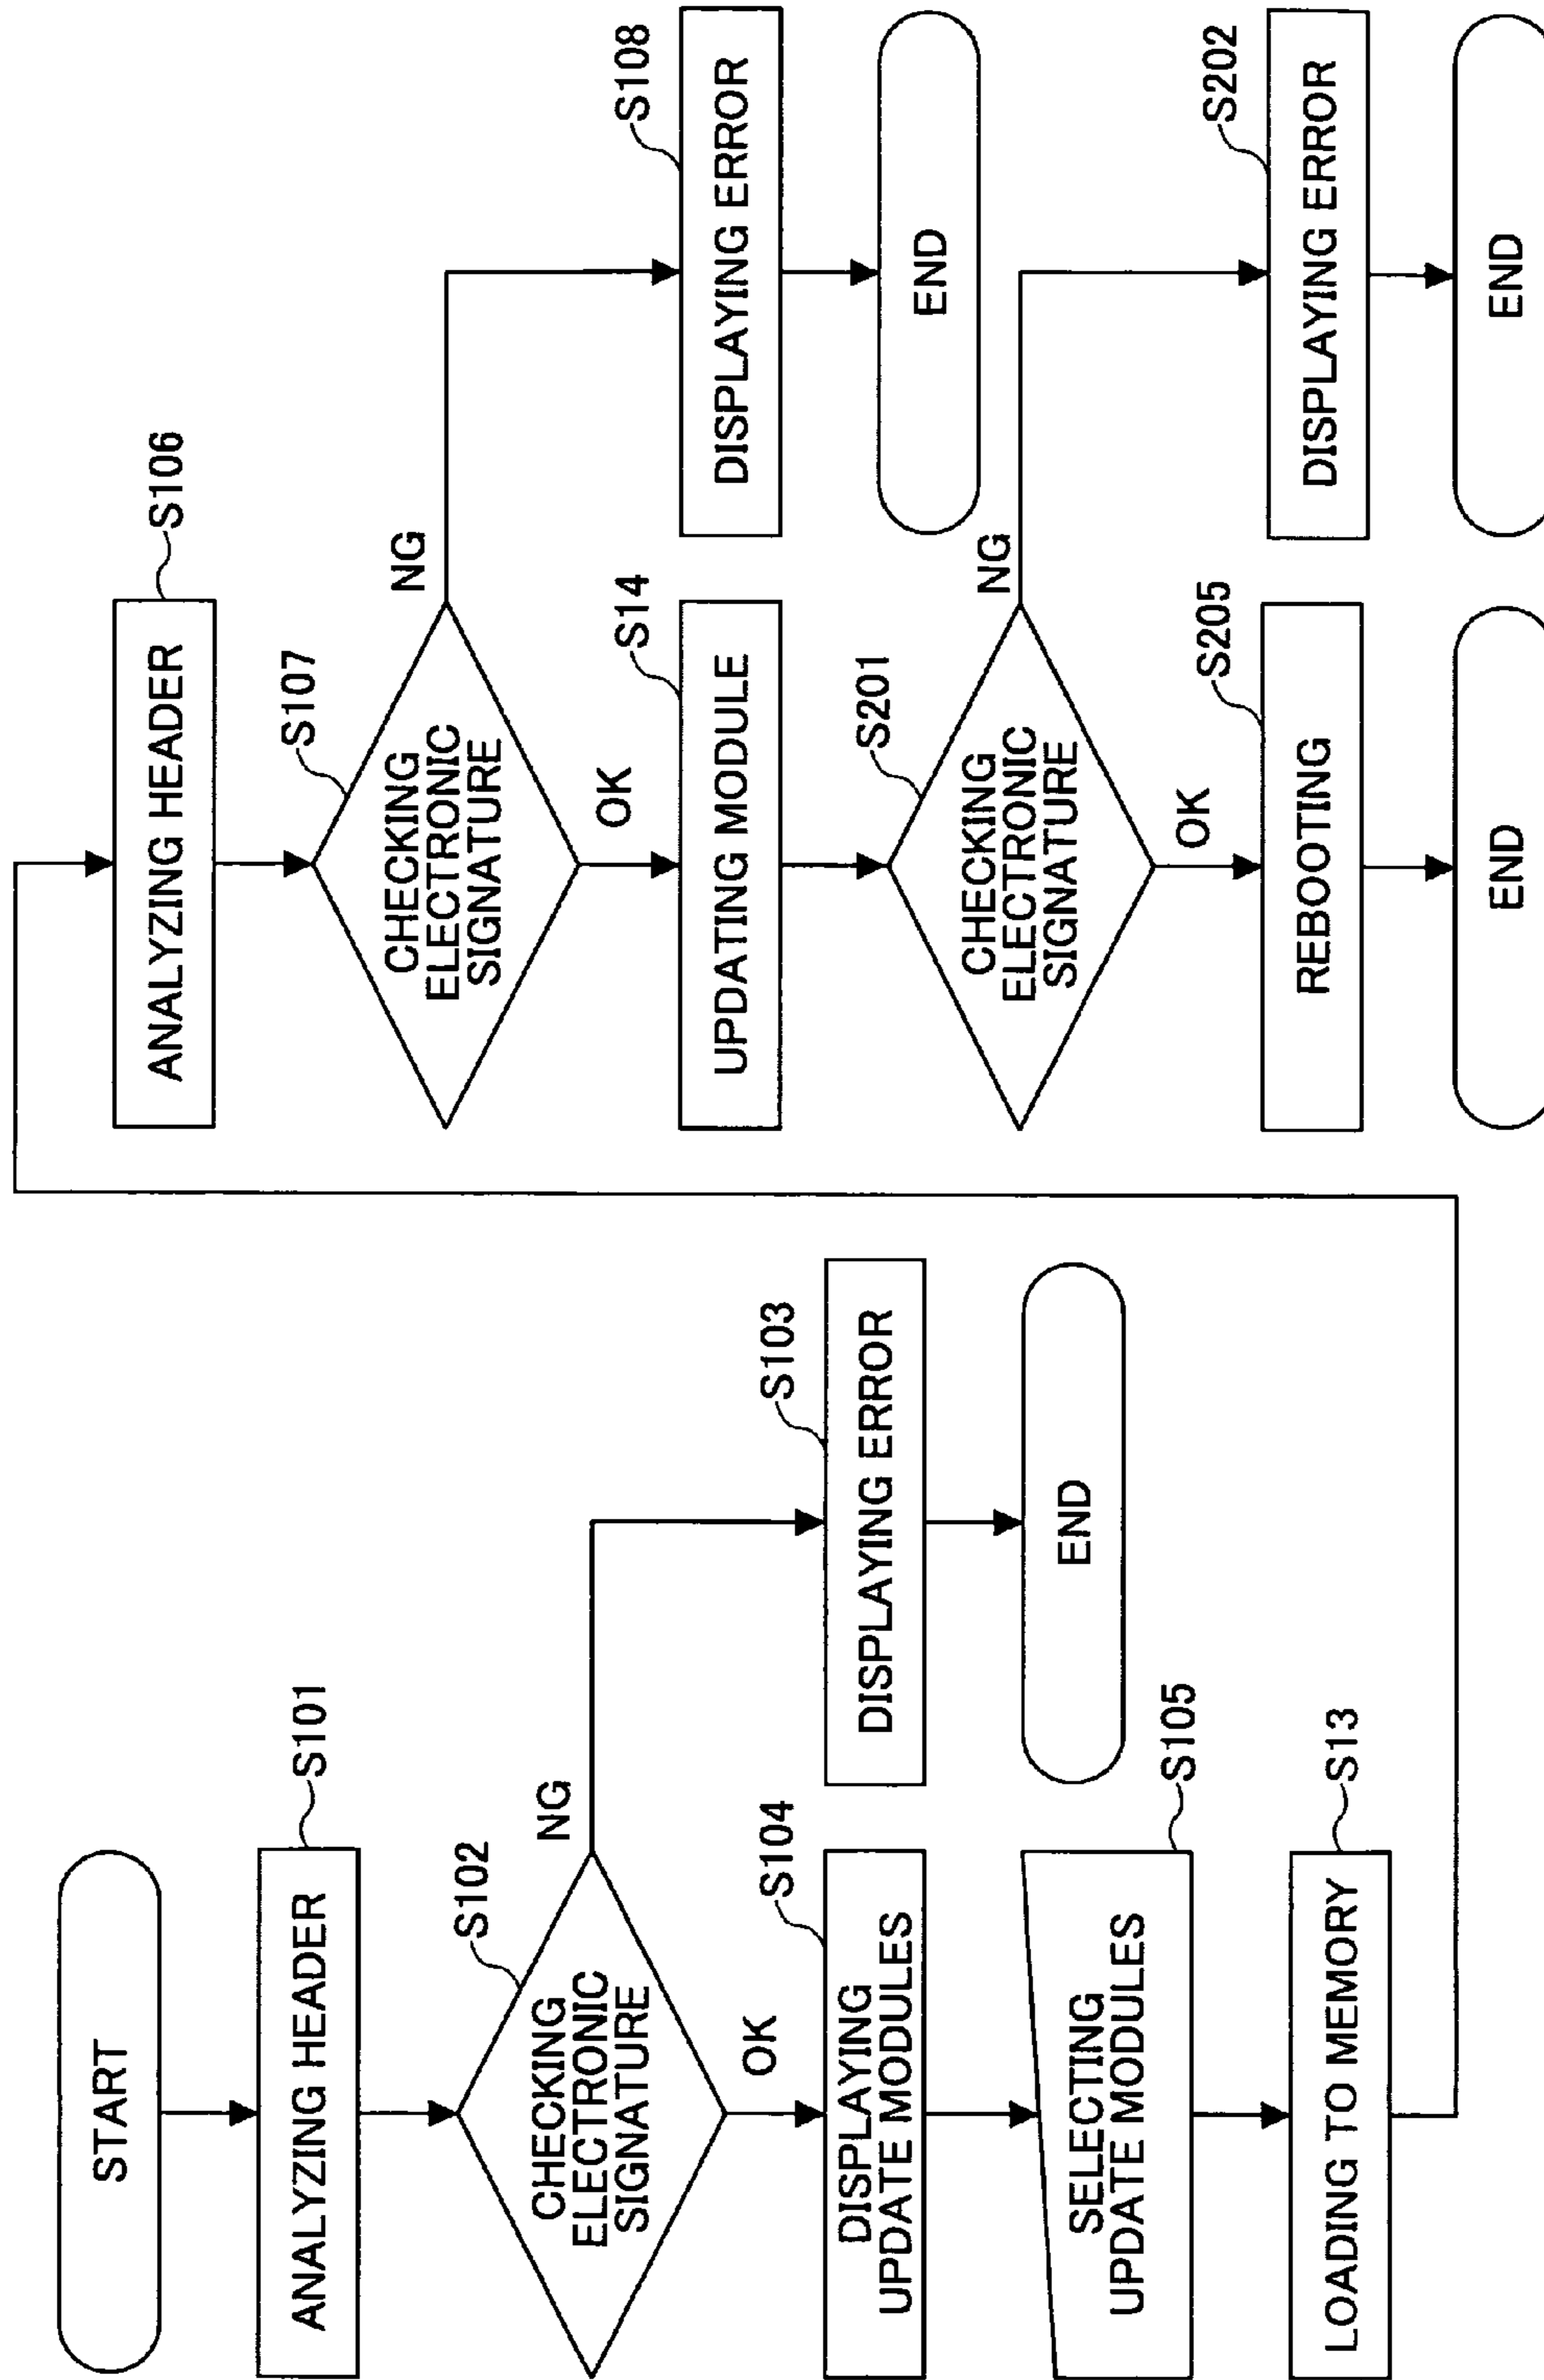 START
ANALYZING HEADER
S101
CHECKING
ELECTRONIC
SIGNATURE
S102
NG
OK
DISPLAYING
UPDATE MODULES
S104
DISPLAYING ERROR
S103
END
SELECTING
UPDATE MODULES
S105
LOADING TO MEMORY
S13
ANALYZING HEADER
S106
CHECKING
ELECTRONIC
SIGNATURE
S107
NG
OK
UPDATING MODULE
S14
DISPLAYING ERROR
S108
END
CHECKING
ELECTRONIC
SIGNATURE
S201
NG
OK
REBOOTING
S205
DISPLAYING ERROR
S202
END
END